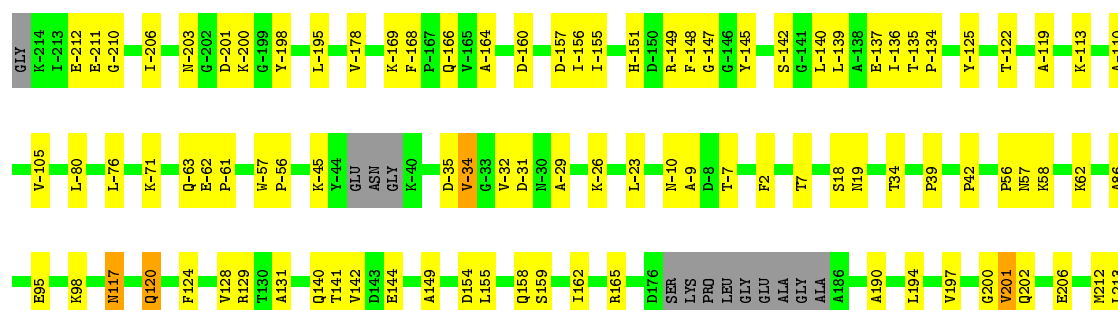 GLY K-214 I-213 E-212 E-211 G-210 I-206 N-203 G-202 D-201 K-200 G-199 Y-198 L-195 V-178 K-169 F-168 P-167 Q-166 V-165 A-164 D-160 D-157 I-156 I-155 H-151 D-150 R-149 F-148 G-147 G-146 Y-145 S-142 G-141 L-140 L-139 A-138 E-137 I-136 T-135 P-134 Y-125 T-122 A-119 K-113 A-110
V-105 L-80 L-76 K-71 Q-63 E-62 P-61 W-57 P-56 K-45 Y-44 GLU ASN GLY K-40 D-35 V-34 G-33 V-32 D-31 N-30 A-29 K-26 L-23 N-10 A-9 D-8 T-7 F2 T7 S18 N19 T34 P39 P42 P56 N57 K58 K62 A86
E95 K98 N117 Q120 F124 V128 R129 T130 A131 Q140 T141 V142 D143 E144 A149 D154 L155 Q158 S159 I162 R165 D176 SER LYS PRO LEU GLY GLU ALA GLY ALA A186 A190 L194 V197 G200 V201 Q202 E206 M212 L213